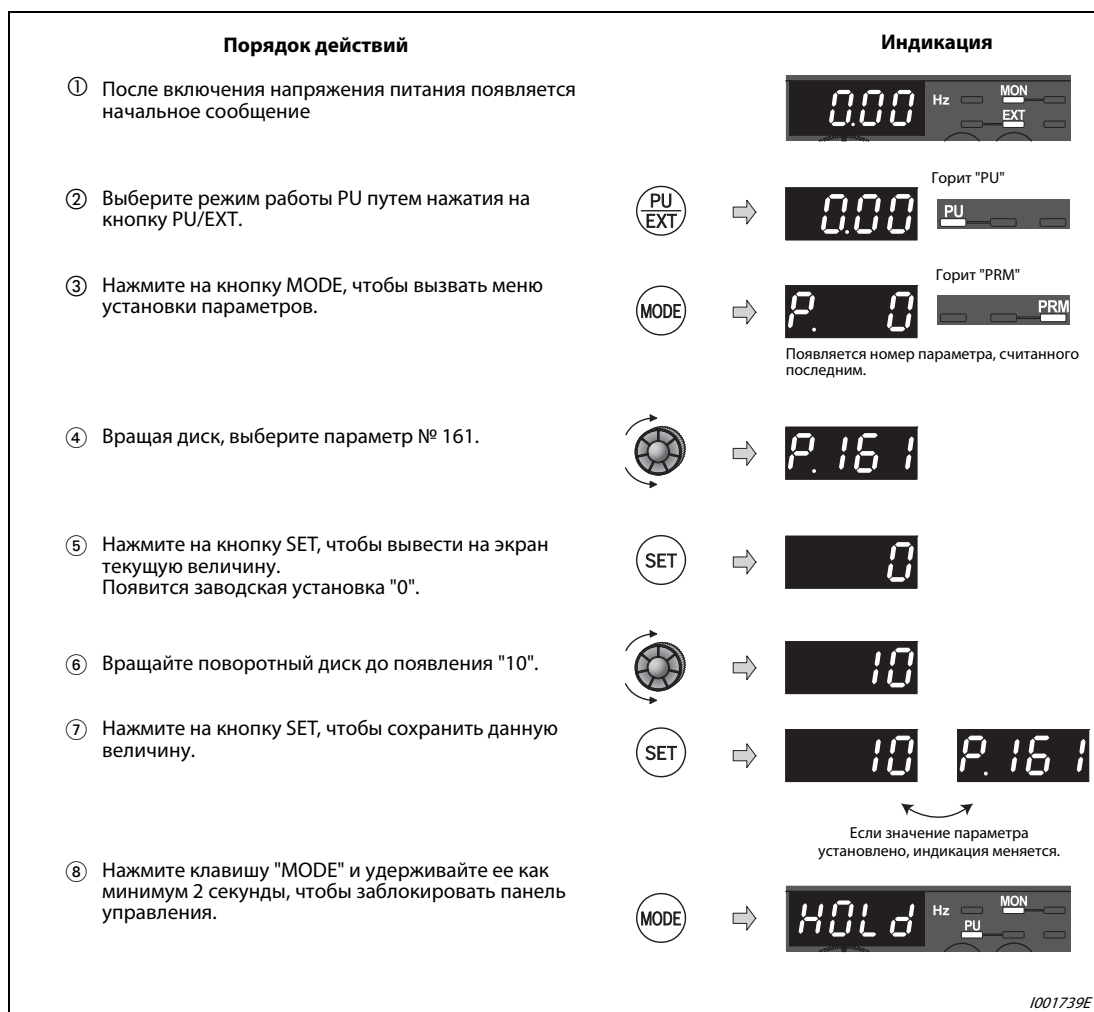 Порядок действий
Индикация
① После включения напряжения питания появляется
начальное сообщение
0.00 Hz MON
EXT
② Выберите режим работы PU путем нажатия на
кнопку PU/EXT.
PU
EXT
0.00
Горит "PU"
PU
③ Нажмите на кнопку MODE, чтобы вызвать меню
установки параметров.
MODE
P. 0
Горит "PRM"
PRM
Появляется номер параметра, считанного
последним.
④ Вращая диск, выберите параметр № 161.
P. 161
⑤ Нажмите на кнопку SET, чтобы вывести на экран
текущую величину.
Появится заводская установка "0".
SET
0
⑥ Вращайте поворотный диск до появления "10".
10
⑦ Нажмите на кнопку SET, чтобы сохранить данную
величину.
SET
10 P. 161
Если значение параметра
установлено, индикация меняется.
⑧ Нажмите клавишу "MODE" и удерживайте ее как
минимум 2 секунды, чтобы заблокировать панель
управления.
MODE
HOLd Hz MON
PU
I001739E